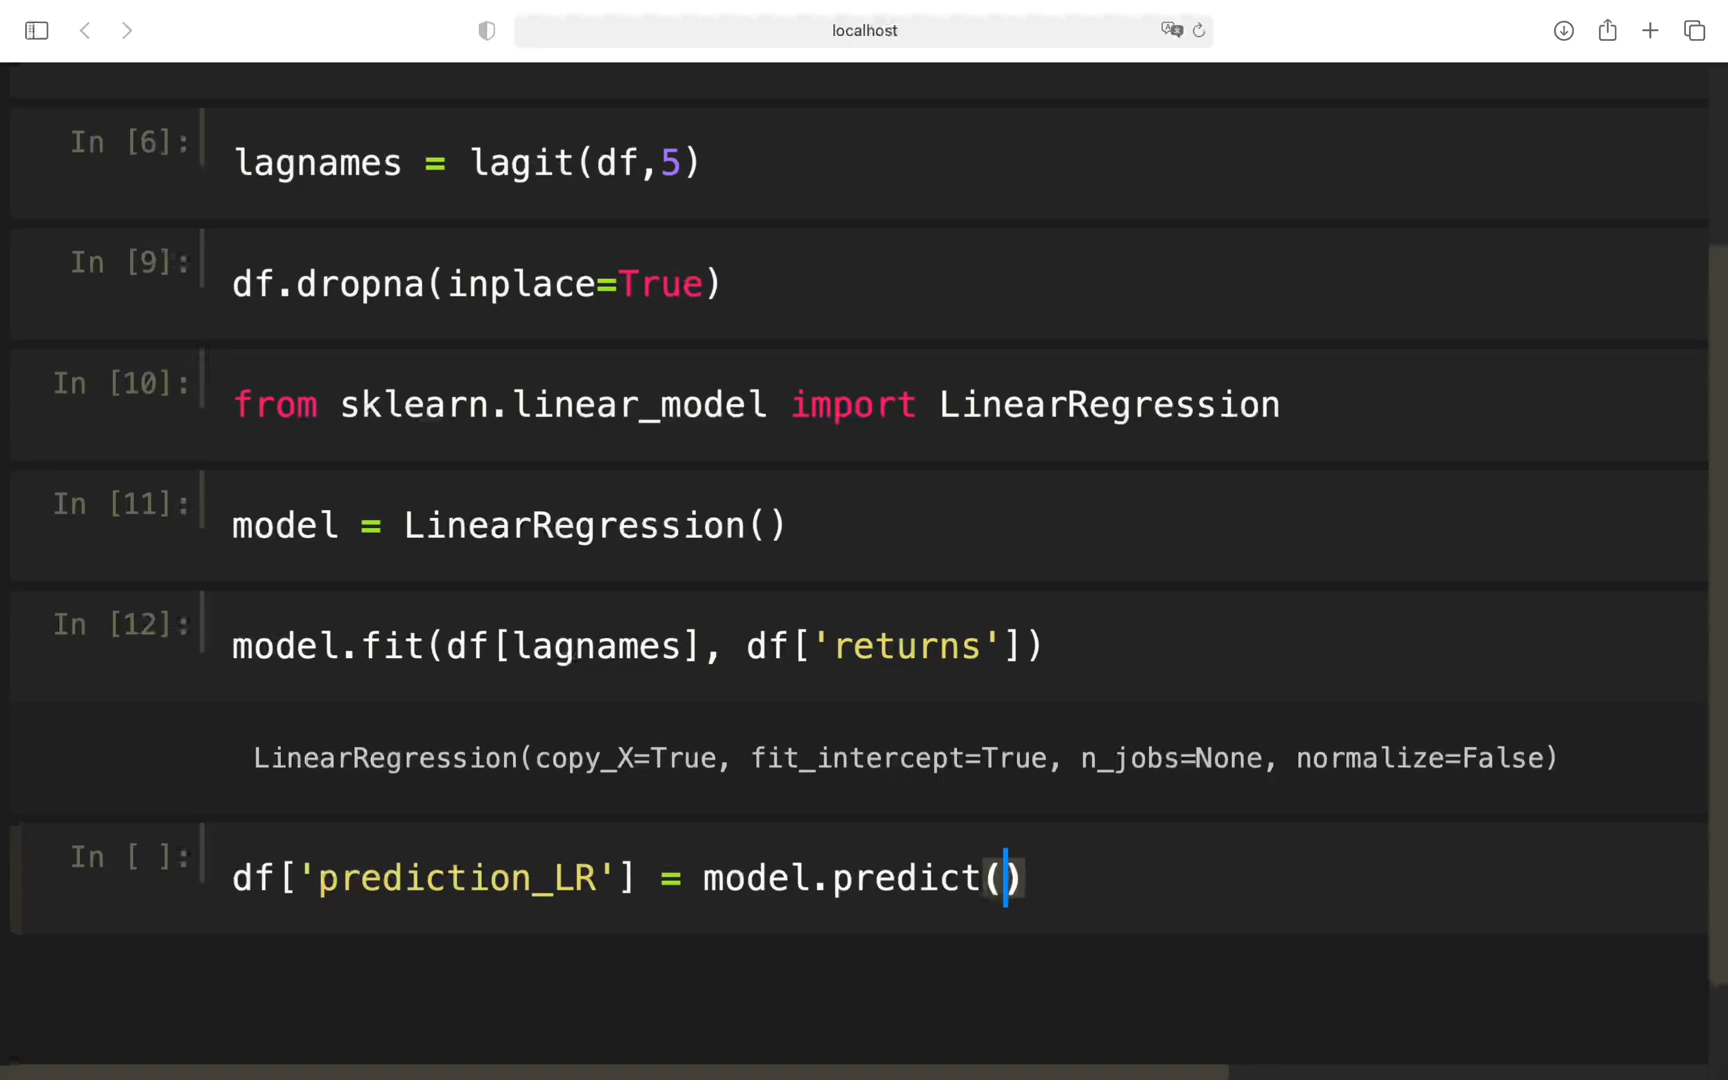 localhost
In [6]:
lagnames = lagit(df,5)
In [9]:
df.dropna(inplace=True)
In [10]:
from sklearn.linear_model import LinearRegression
In [11]:
model = LinearRegression()
In [12]:
model.fit(df[lagnames], df['returns'])
LinearRegression(copy_X=True, fit_intercept=True, n_jobs=None, normalize=False)
In [ ]:
df['prediction_LR'] = model.predict()